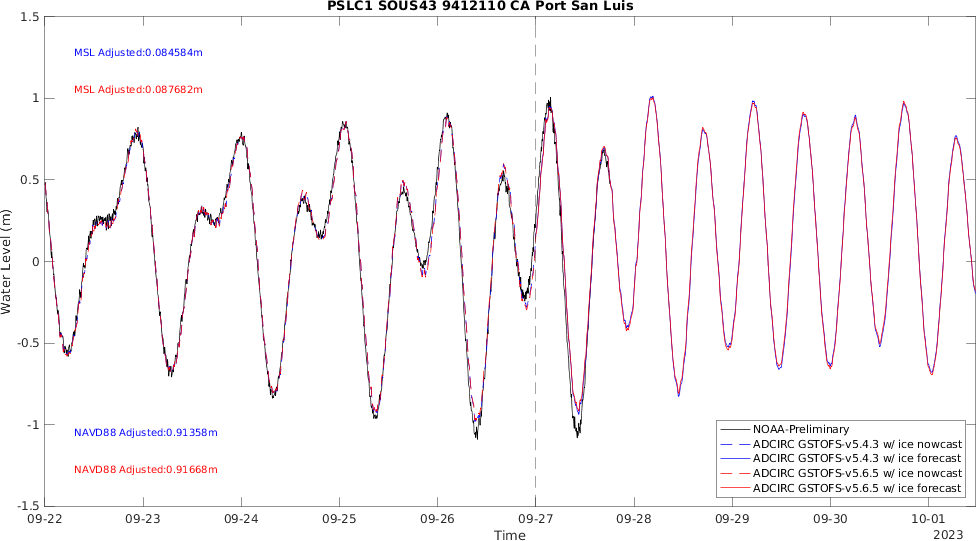 PSLC1 SOUS43 9412110 CA Port San Luis
1.5
MSL Adjusted:0.084584m
MSL Adjusted:0.087682m
1
0.5
0
-0.5
-1
-1.5
Water Level (m)
NAVD88 Adjusted:0.91358m
NAVD88 Adjusted:0.91668m
NOAA-Preliminary
ADCIRC GSTOFS-v5.4.3 w/ ice nowcast
ADCIRC GSTOFS-v5.4.3 w/ ice forecast
ADCIRC GSTOFS-v5.6.5 w/ ice nowcast
ADCIRC GSTOFS-v5.6.5 w/ ice forecast
09-22 09-23 09-24 09-25 09-26 09-27 09-28 09-29 09-30 10-01
Time
2023